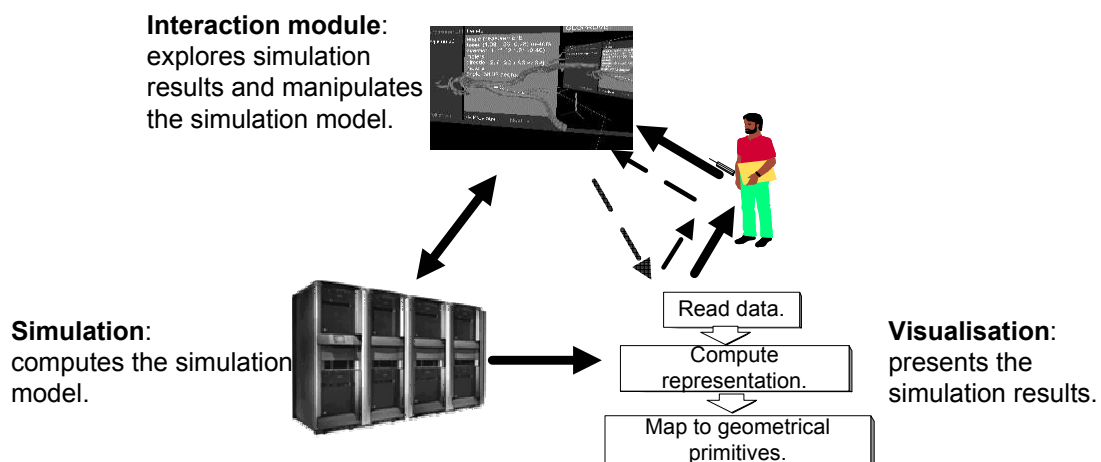 Interaction module:
explores simulation
results and manipulates
the simulation model.
Read data.
Simulation:
computes the simulation
model.
Compute
representation.
Visualisation:
presents the
simulation results.
Map to geometrical
primitives.